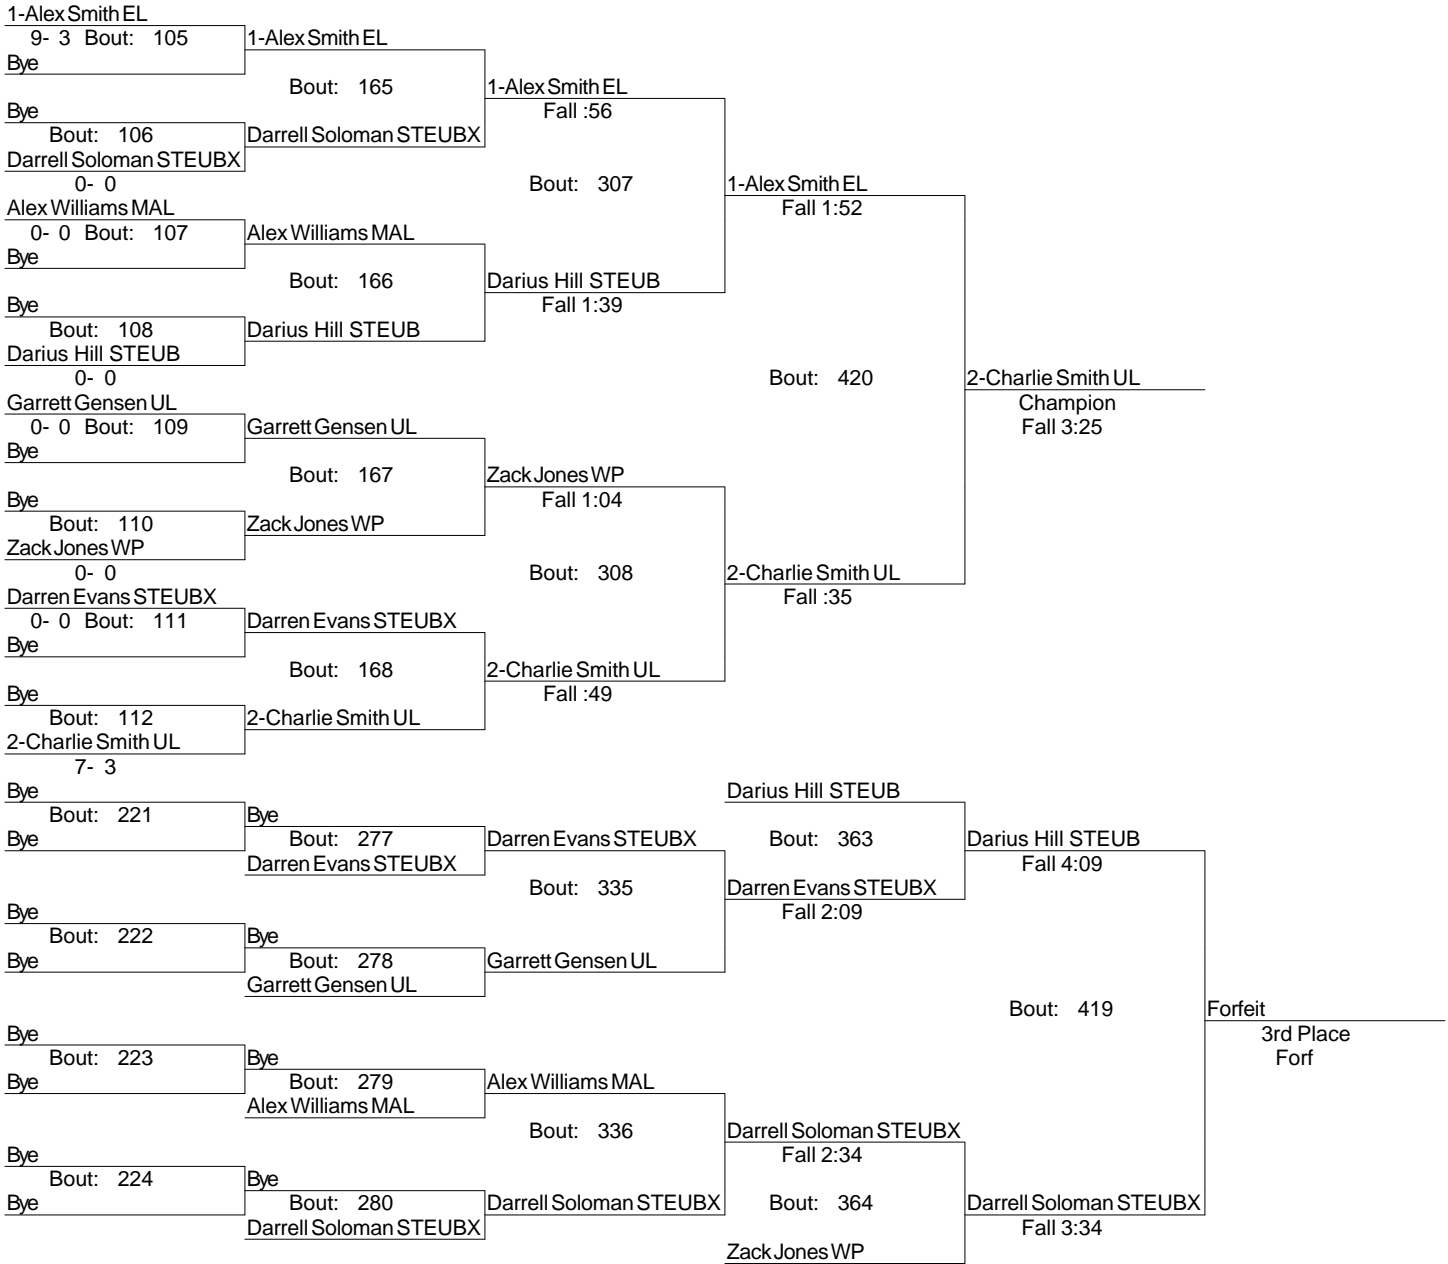 1-Alex Smith EL
9- 3 Bout: 105 1-Alex Smith EL
Bye
Bout: 165 1-Alex Smith EL
Bye Fall :56
Bout: 106 Darrell Soloman STEUBX
Darrell Soloman STEUBX
0- 0 Bout: 307 1-Alex Smith EL
Alex Williams MAL Fall 1:52
0- 0 Bout: 107 Alex Williams MAL
Bye
Bout: 166 Darius Hill STEUB
Bye Fall 1:39
Bout: 108 Darius Hill STEUB
Darius Hill STEUB
0- 0 Bout: 420 2-Charlie Smith UL
Garrett Gensen UL Champion
0- 0 Bout: 109 Garrett Gensen UL Fall 3:25
Bye
Bout: 167 Zack Jones WP
Bye Fall 1:04
Bout: 110 Zack Jones WP
Zack Jones WP
0- 0 Bout: 308 2-Charlie Smith UL
Darren Evans STEUBX Fall :35
0- 0 Bout: 111 Darren Evans STEUBX
Bye
Bout: 168 2-Charlie Smith UL
Bye Fall :49
Bout: 112 2-Charlie Smith UL
2-Charlie Smith UL
7- 3
Bye Darius Hill STEUB
Bout: 221 Bye
Bye Bout: 277 Darren Evans STEUBX Bout: 363 Darius Hill STEUB
Darren Evans STEUBX Fall 4:09
Bout: 335 Darren Evans STEUBX
Bye Fall 2:09
Bout: 222 Bye
Bye Bout: 278 Garrett Gensen UL
Garrett Gensen UL
Bout: 419 Forfeit
Bye 3rd Place
Bout: 223 Bye Forf
Bye Bout: 279 Alex Williams MAL
Alex Williams MAL
Bout: 336 Darrell Soloman STEUBX
Bye Fall 2:34
Bout: 224 Bye
Bye Bout: 280 Darrell Soloman STEUBX Bout: 364 Darrell Soloman STEUBX
Darrell Soloman STEUBX Fall 3:34
Zack Jones WP